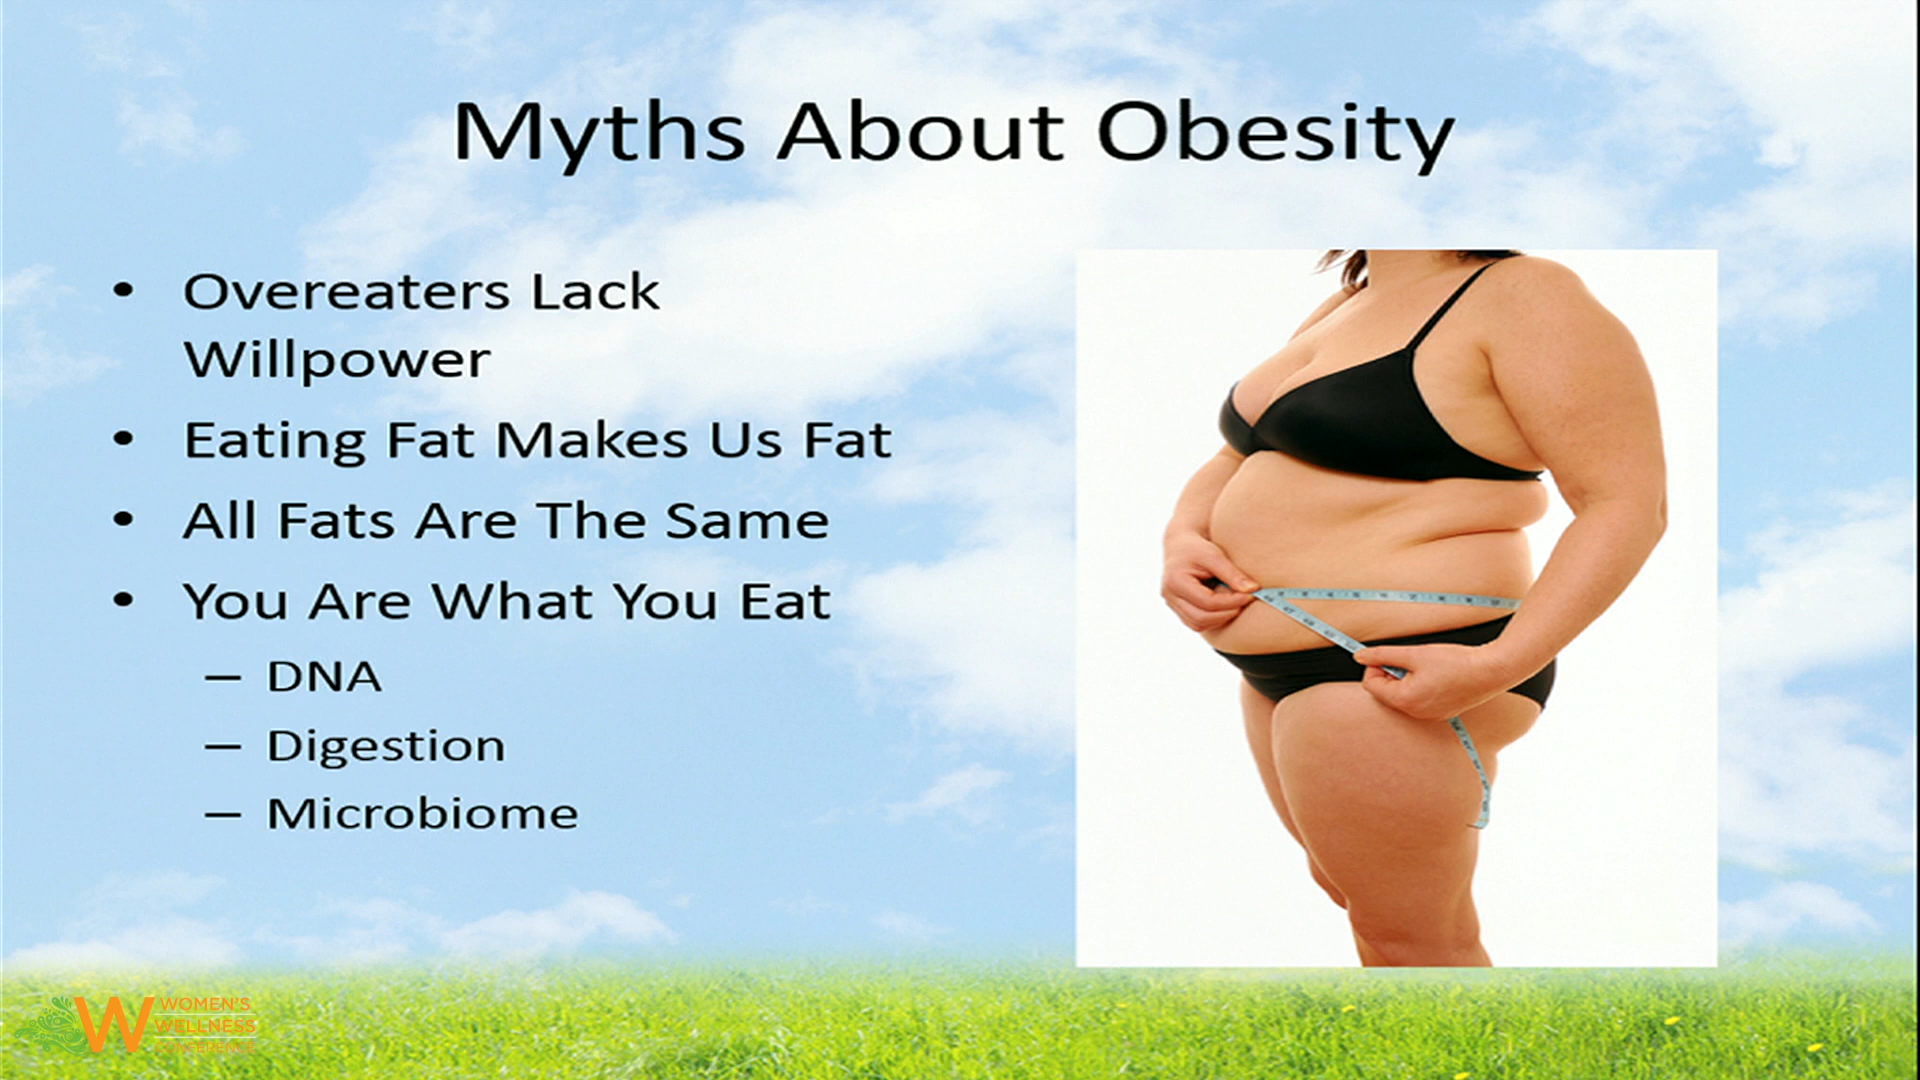 Myths About Obesity
• Overeaters Lack
Willpower
• Eating Fat Makes Us Fat
• All Fats Are The Same
• You Are What You Eat
– DNA
– Digestion
– Microbiome
W WOMEN'S
WELLNESS
CONFERENCE